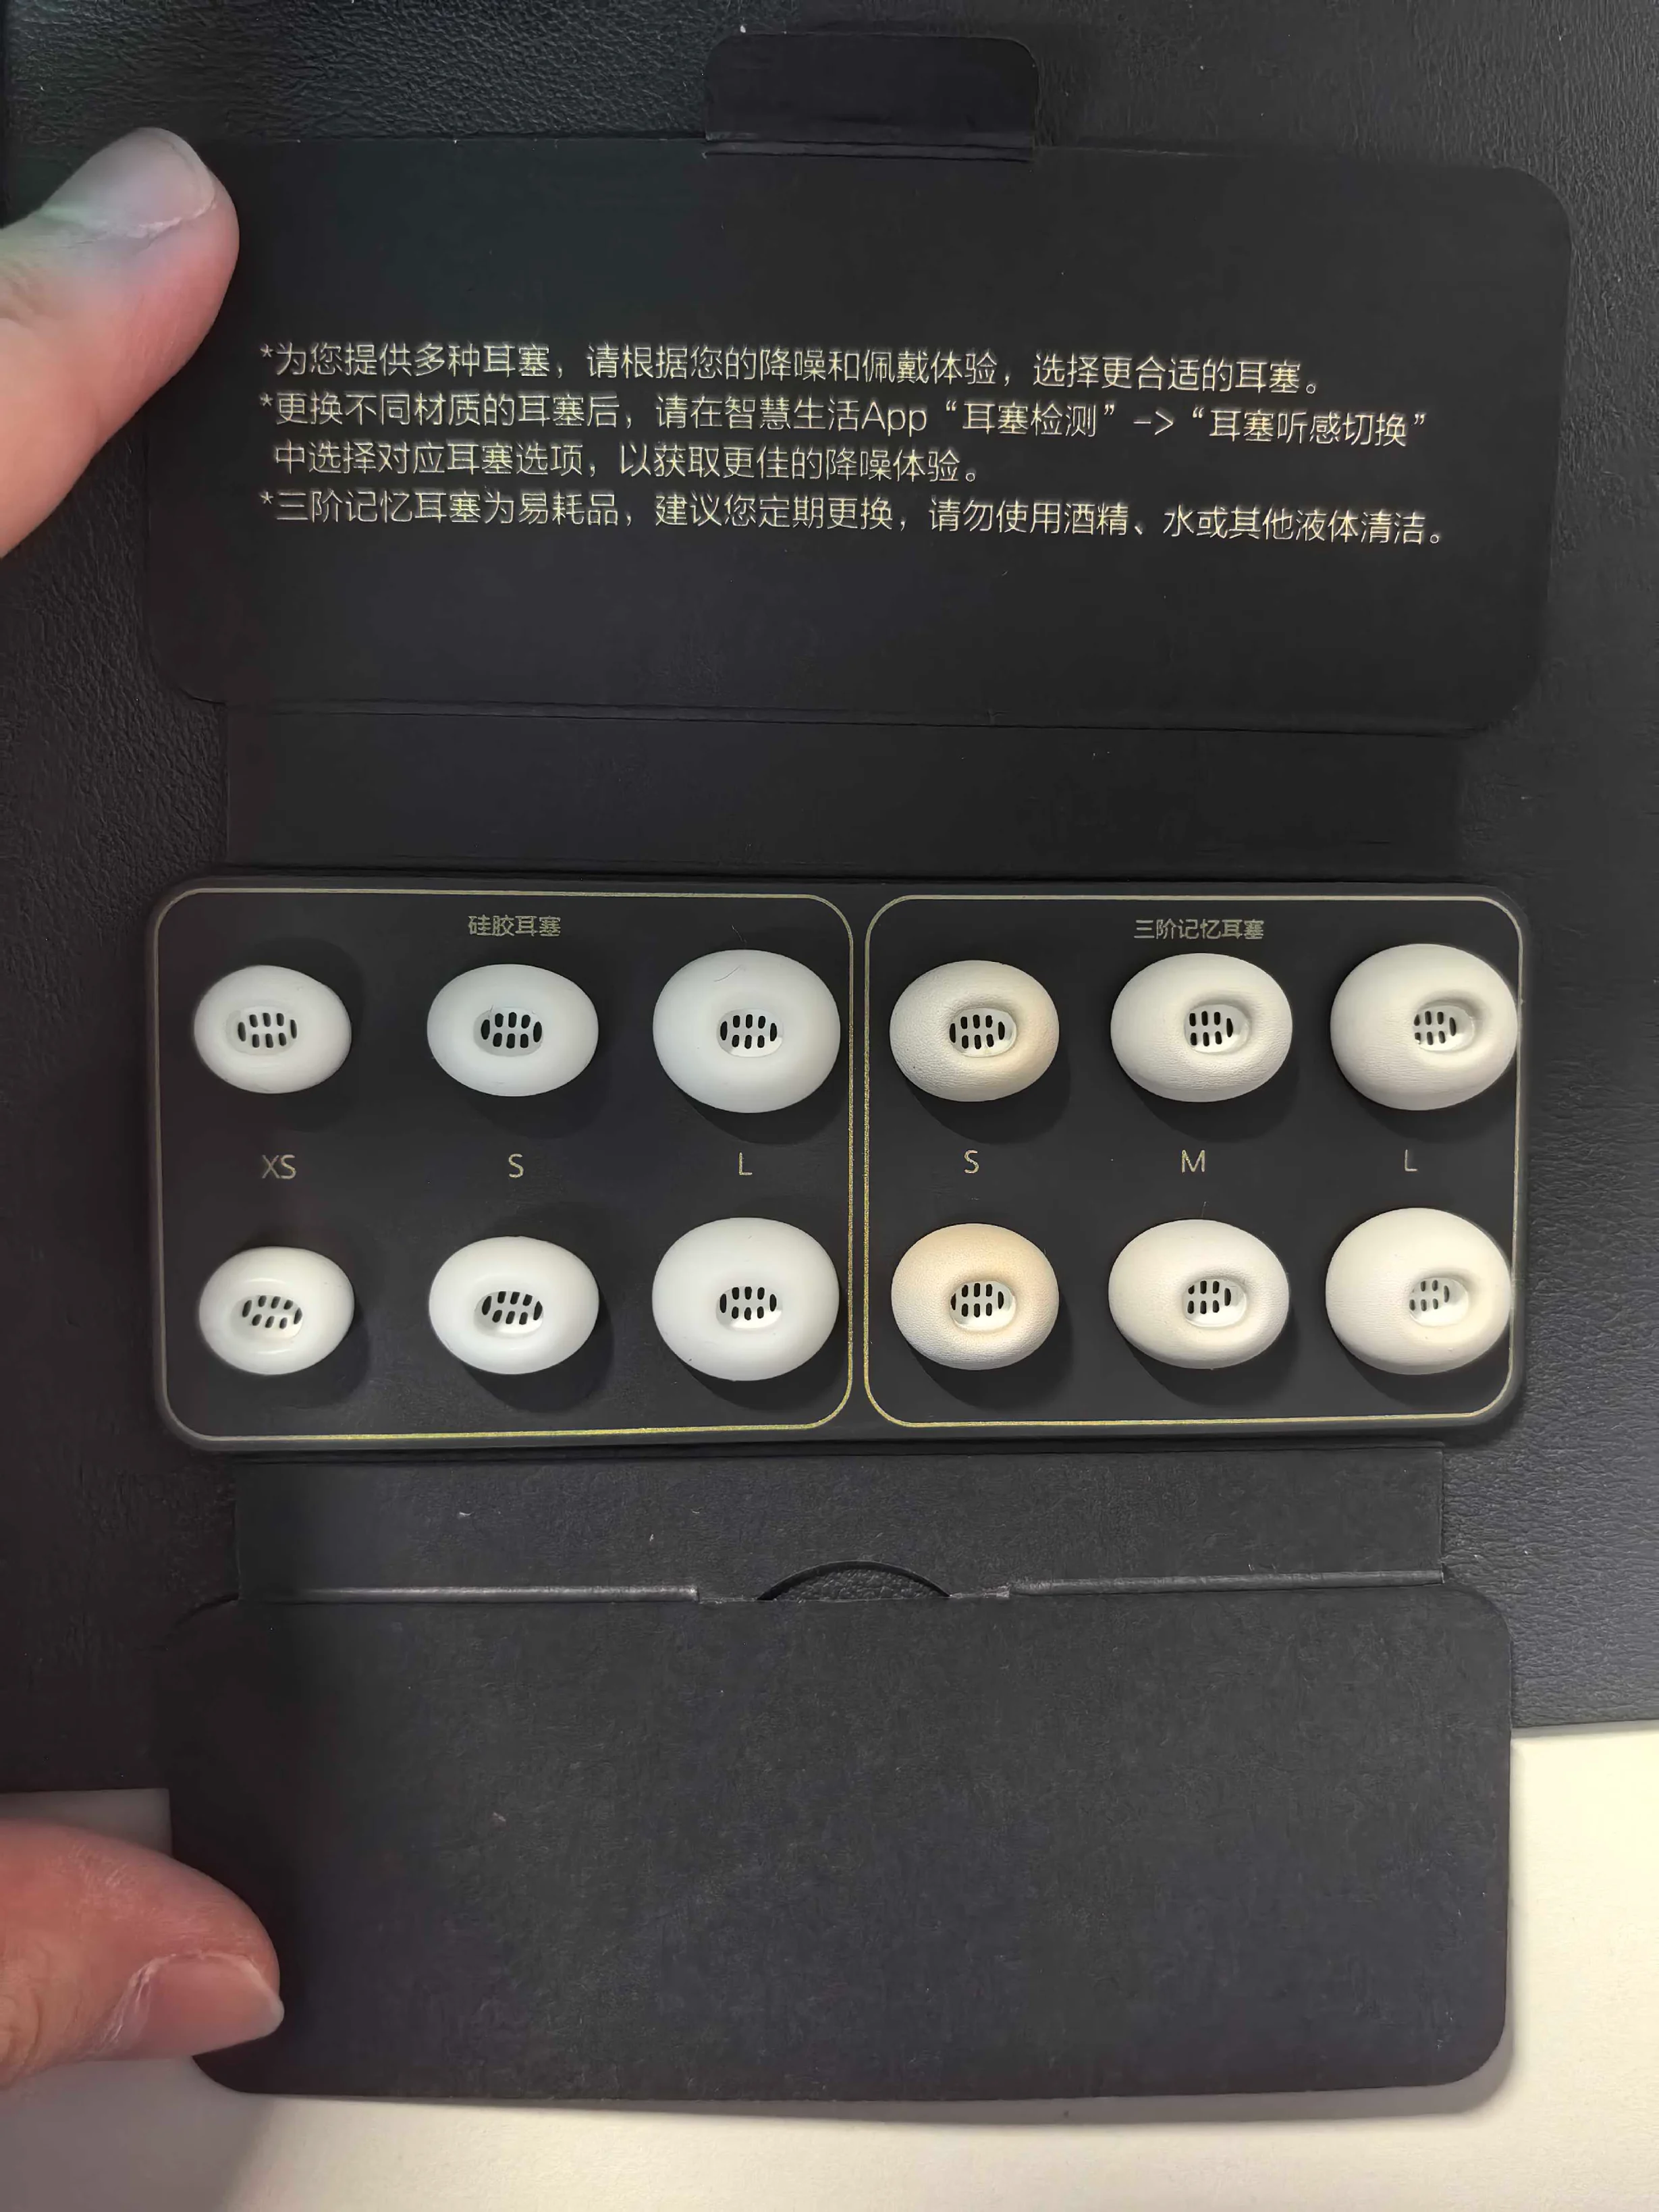 *为您提供多种耳塞，请根据您的降噪和佩戴体验，选择更合适的耳塞。
*更换不同材质的耳塞后，请在智慧生活App“耳塞检测”->“耳塞听感切换”
中选择对应耳塞选项，以获取更佳的降噪体验。
*三阶记忆耳塞为易耗品，建议您定期更换，请勿使用酒精、水或其他液体清洁。
硅胶耳塞
三阶记忆耳塞
XS S L
S M L